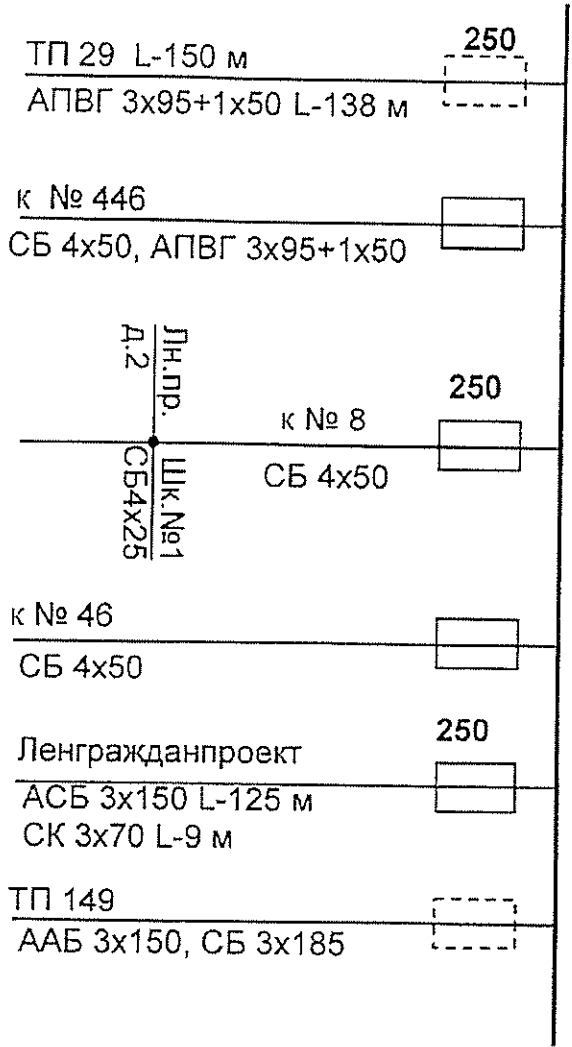 250
ТП 29 L-150 м
АПВГ 3х95+1х50 L-138 м
к № 446
СБ 4х50, АПВГ 3х95+1х50
Лн.пр.
д.2
Шк.№1
СБ4х25
250
к № 8
СБ 4х50
к № 46
СБ 4х50
250
Ленгражданпроект
АСБ 3х150 L-125 м
СК 3х70 L-9 м
ТП 149
ААБ 3х150, СБ 3х185